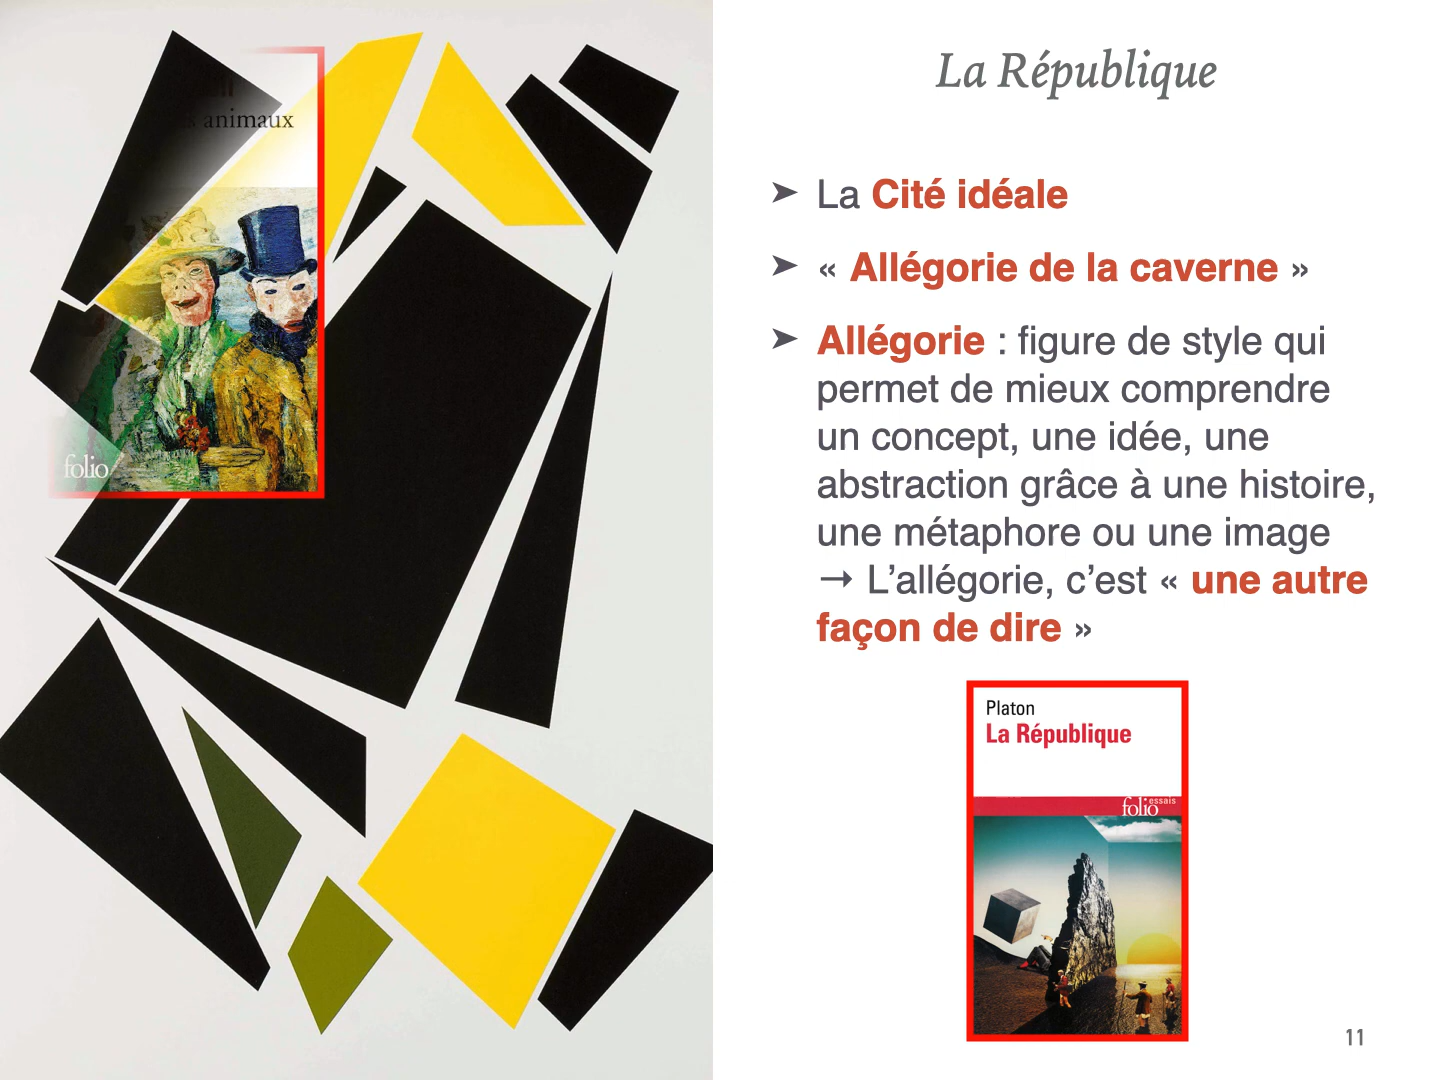 animaux
folio
La République
➤ La Cité idéale
➤ « Allégorie de la caverne »
➤ Allégorie : figure de style qui
permet de mieux comprendre
un concept, une idée, une
abstraction grâce à une histoire,
une métaphore ou une image
→ L’allégorie, c’est « une autre
façon de dire »
Platon
La République
folio essais
11